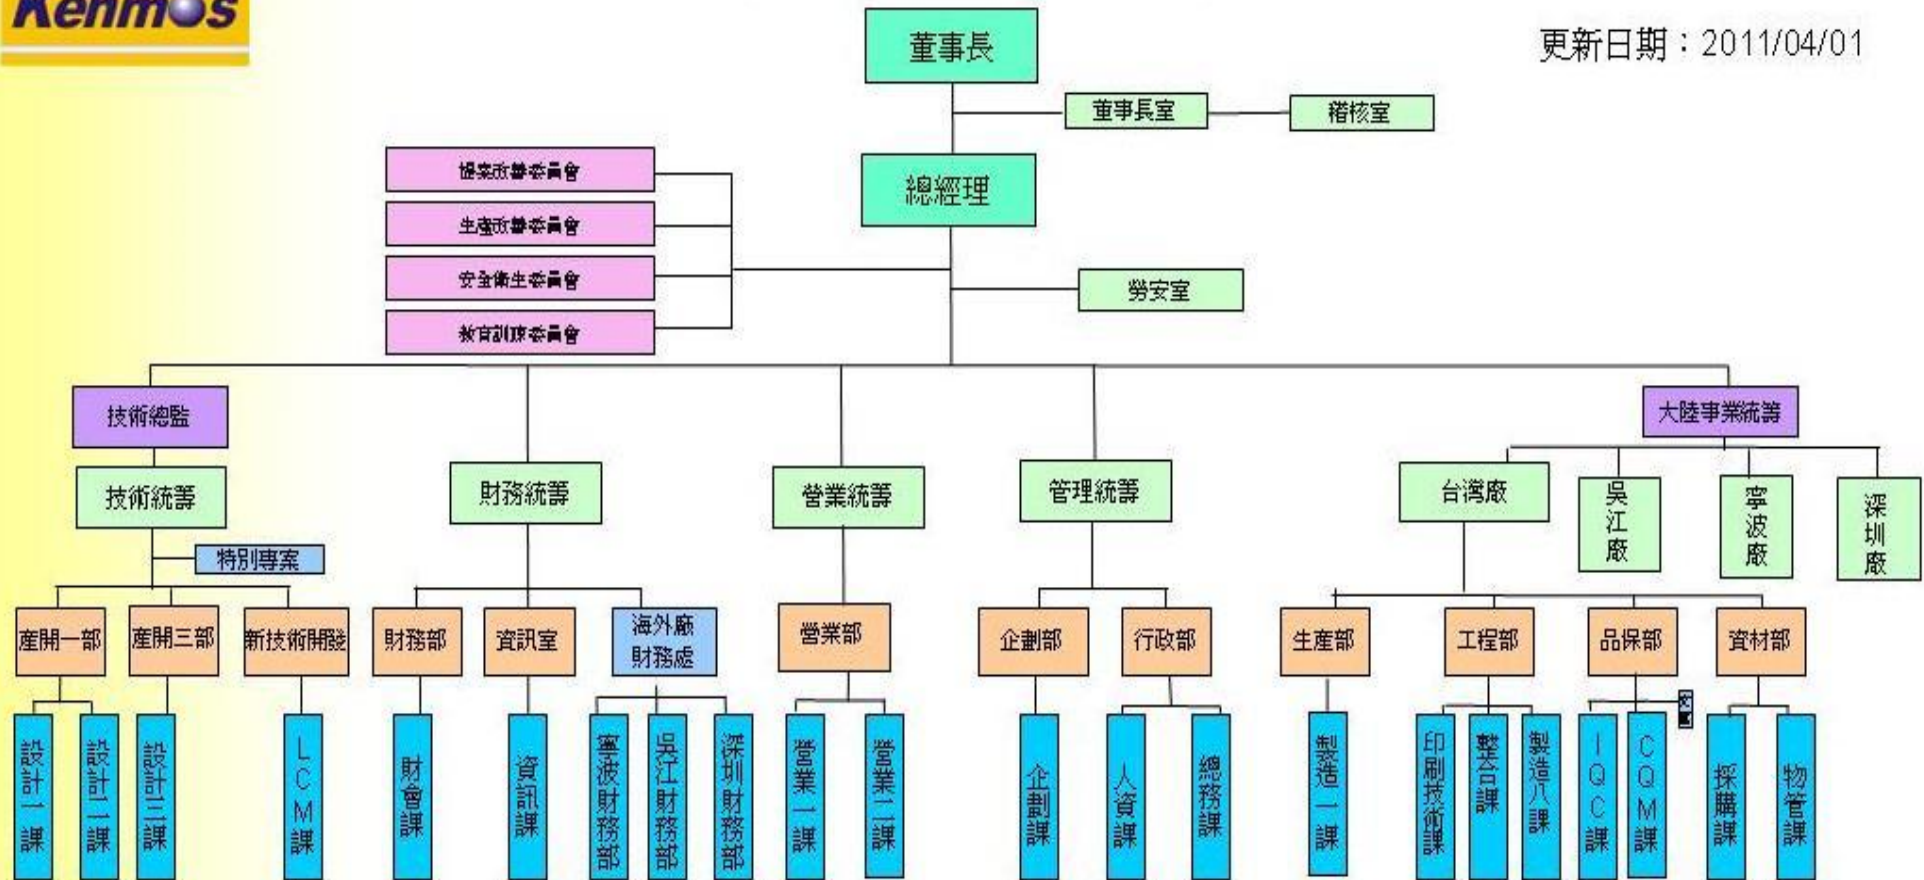 Kenmos
更新日期：2011/04/01
董事長
董事長室
稽核室
總經理
提案改善委員會
生產改善委員會
安全衛生委員會
教育訓練委員會
勞安室
技術總監
大陸事業統籌
技術統籌
財務統籌
營業統籌
管理統籌
台灣廠
吳江廠
寧波廠
深圳廠
特別專案
產開一部
產開三部
新技術開發
財務部
資訊室
海外廠
財務處
營業部
企劃部
行政部
生產部
工程部
品保部
資材部
設計一課
設計二課
設計三課
LCM課
財會課
資訊課
寧波財務部
吳江財務部
深圳財務部
營業一課
營業二課
企劃課
人資課
總務課
製造一課
印刷技術課
整合課
製造八課
IQC課
CQM課
採購課
物管課